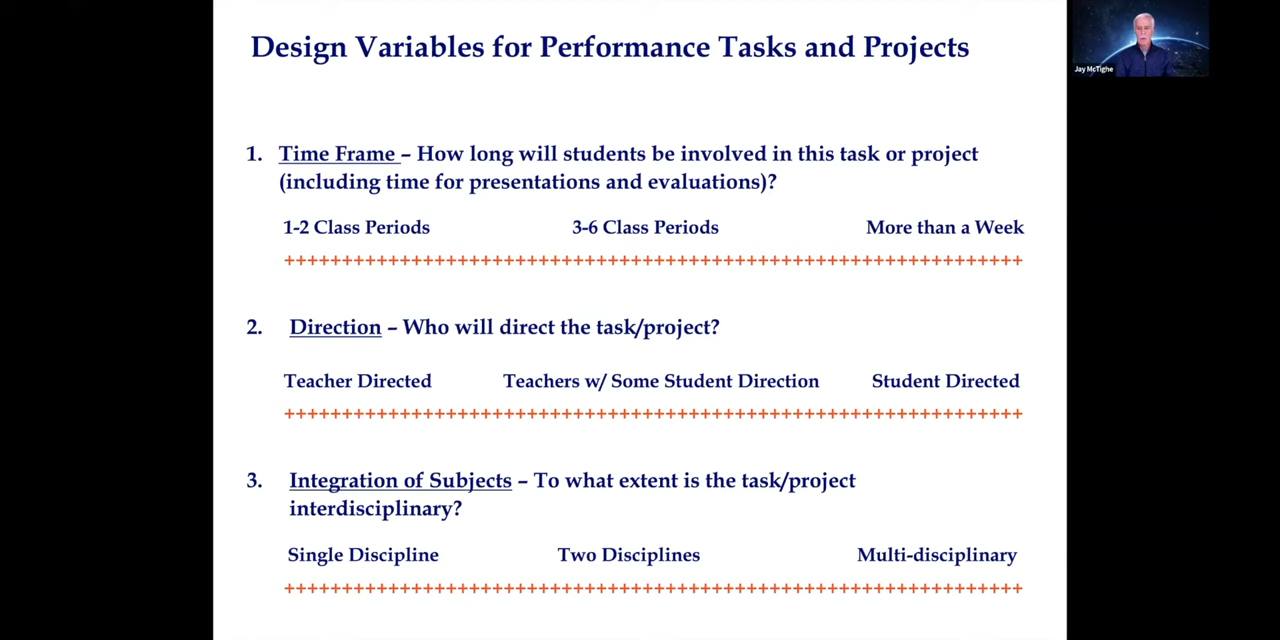 Design Variables for Performance Tasks and Projects
Jay McTighe
1. Time Frame – How long will students be involved in this task or project
(including time for presentations and evaluations)?
1-2 Class Periods 3-6 Class Periods More than a Week
++++++++++++++++++++++++++++++++++++++++++++++++++++++++++++++++
2. Direction – Who will direct the task/project?
Teacher Directed Teachers w/ Some Student Direction Student Directed
++++++++++++++++++++++++++++++++++++++++++++++++++++++++++++++++
3. Integration of Subjects – To what extent is the task/project
interdisciplinary?
Single Discipline Two Disciplines Multi-disciplinary
++++++++++++++++++++++++++++++++++++++++++++++++++++++++++++++++